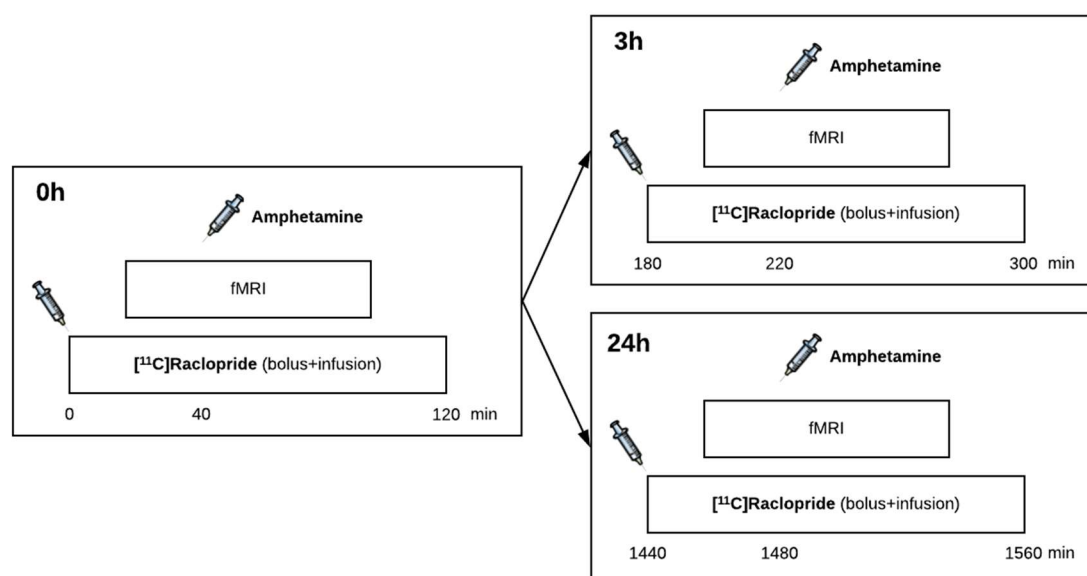 0h
Amphetamine
fMRI
[¹¹C]Raclopride (bolus+infusion)
0 40 120 min
3h
Amphetamine
fMRI
[¹¹C]Raclopride (bolus+infusion)
180 220 300 min
24h
Amphetamine
fMRI
[¹¹C]Raclopride (bolus+infusion)
1440 1480 1560 min